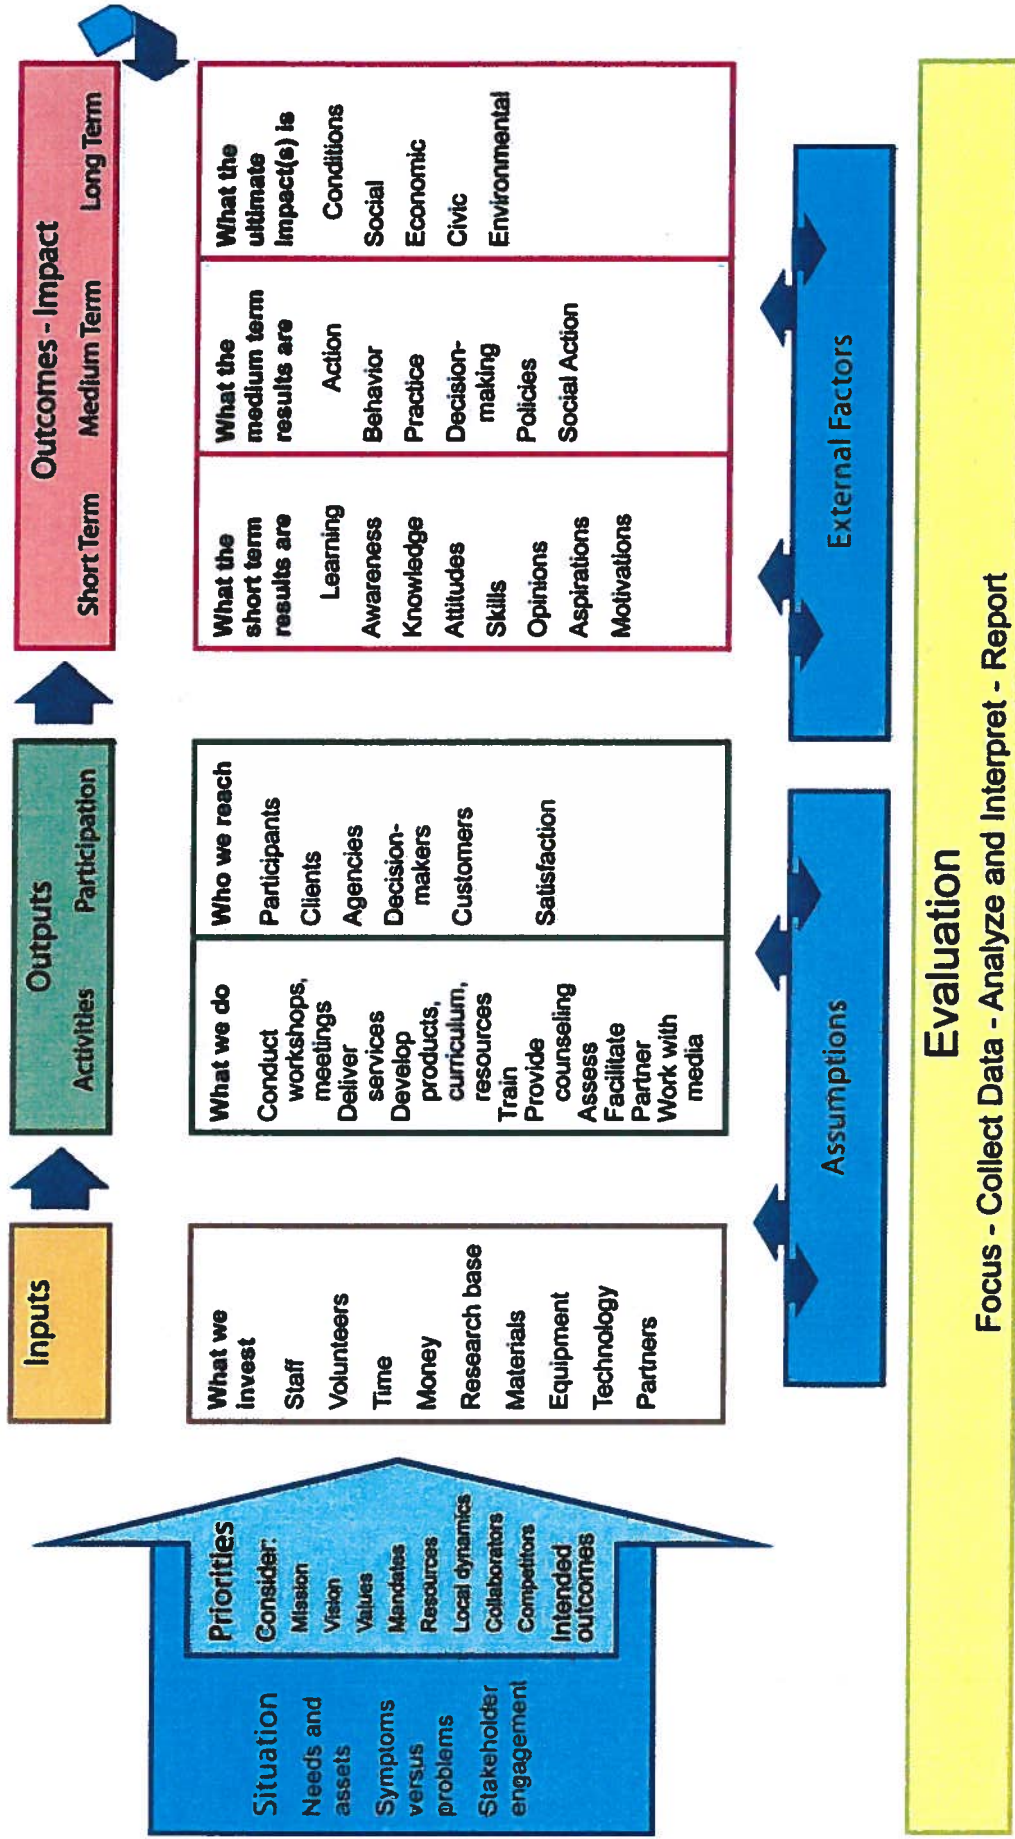 Inputs
Outputs
Activities Participation
Outcomes - Impact
Short Term Medium Term Long Term
Situation
Needs and
assets
Symptoms
versus
problems
Stakeholder
engagement
Priorities
Consider:
Mission
Vision
Values
Mandates
Resources
Local dynamics
Collaborators
Competitors
Intended
outcomes
What we
invest
Staff
Volunteers
Time
Money
Research base
Materials
Equipment
Technology
Partners
What we do
Conduct
workshops,
meetings
Deliver
services
Develop
products,
curriculum,
resources
Train
Provide
counseling
Assess
Facilitate
Partner
Work with
media
Who we reach
Participants
Clients
Agencies
Decision-
makers
Customers
Satisfaction
What the
short term
results are
Learning
Awareness
Knowledge
Attitudes
Skills
Opinions
Aspirations
Motivations
What the
medium term
results are
Action
Behavior
Practice
Decision-
making
Policies
Social Action
What the
ultimate
impact(s) is
Conditions
Social
Economic
Civic
Environmental
Assumptions
External Factors
Evaluation
Focus - Collect Data - Analyze and Interpret - Report